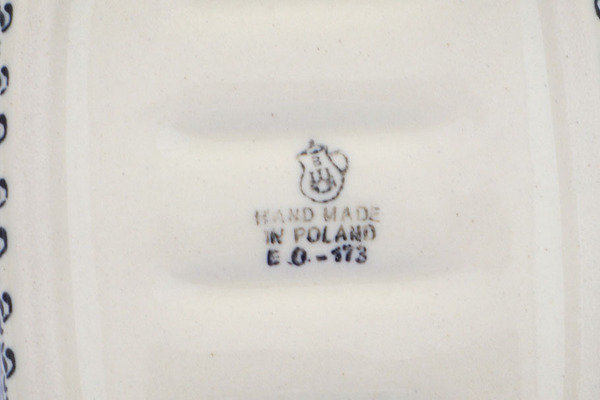 B
HAND MADE
IN POLAND
E.O.-173